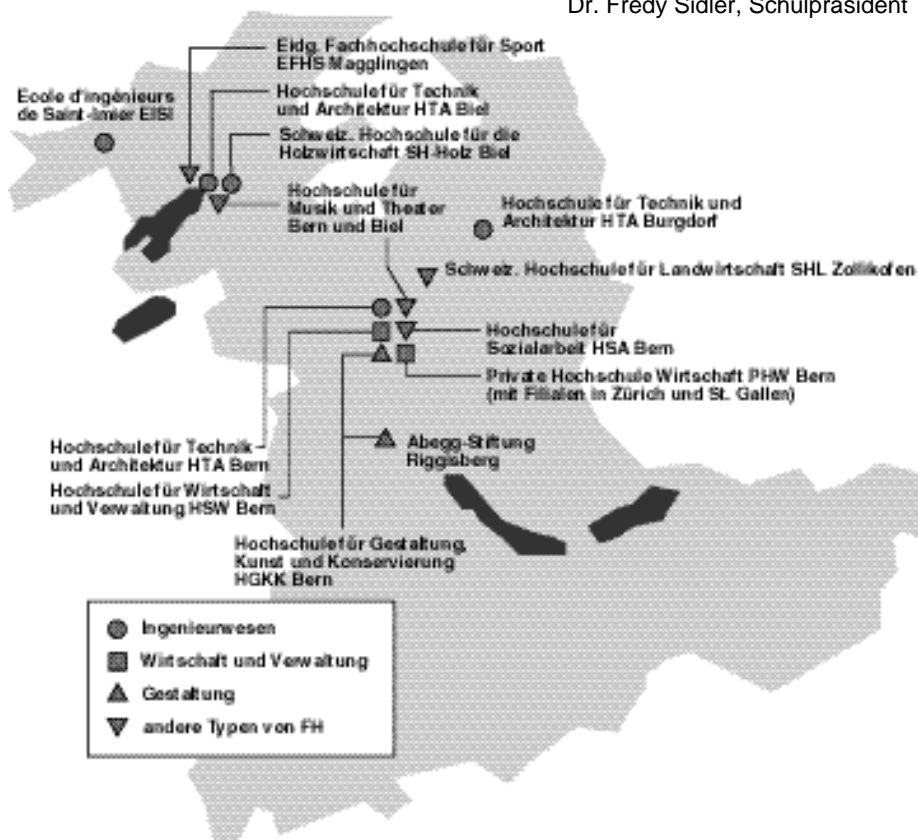 Dr. Fredy Sidler, Schulpräsident
Eidg. Fachhochschule für Sport
EFHS Magglingen
Ecole d'ingénieurs
de Saint-Imier EISI
Hochschule für Technik
und Architektur HTA Biel
Schweiz. Hochschule für die
Holzwirtschaft SH-Holz Biel
Hochschule für
Musik und Theater
Bern und Biel
Hochschule für Technik und
Architektur HTA Burgdorf
Schweiz. Hochschule für Landwirtschaft SHL Zollikofen
Hochschule für
Sozialarbeit HSA Bern
Private Hochschule Wirtschaft PHW Bern
(mit Filialen in Zürich und St. Gallen)
Hochschule für Technik
und Architektur HTA Bern
Abegg-Stiftung
Riggisberg
Hochschule für Wirtschaft
und Verwaltung HSW Bern
Hochschule für Gestaltung,
Kunst und Konservierung
HGKK Bern
Ingenieurwesen
Wirtschaft und Verwaltung
Gestaltung
andere Typen von FH